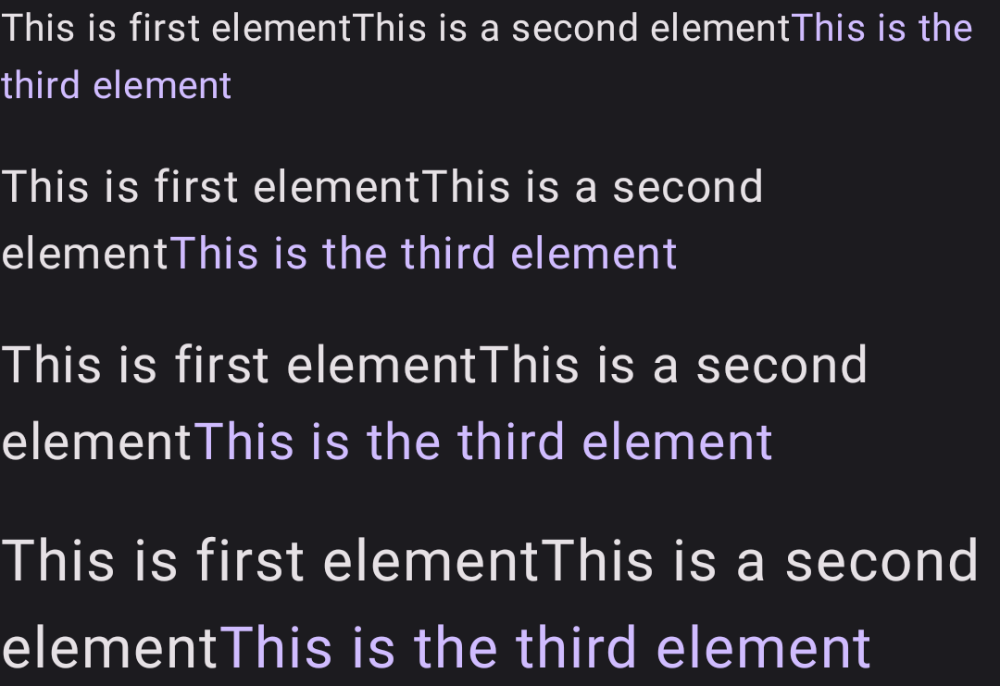 This is first elementThis is a second elementThis is the
third element
This is first elementThis is a second
elementThis is the third element
This is first elementThis is a second
elementThis is the third element
This is first elementThis is a second
elementThis is the third element